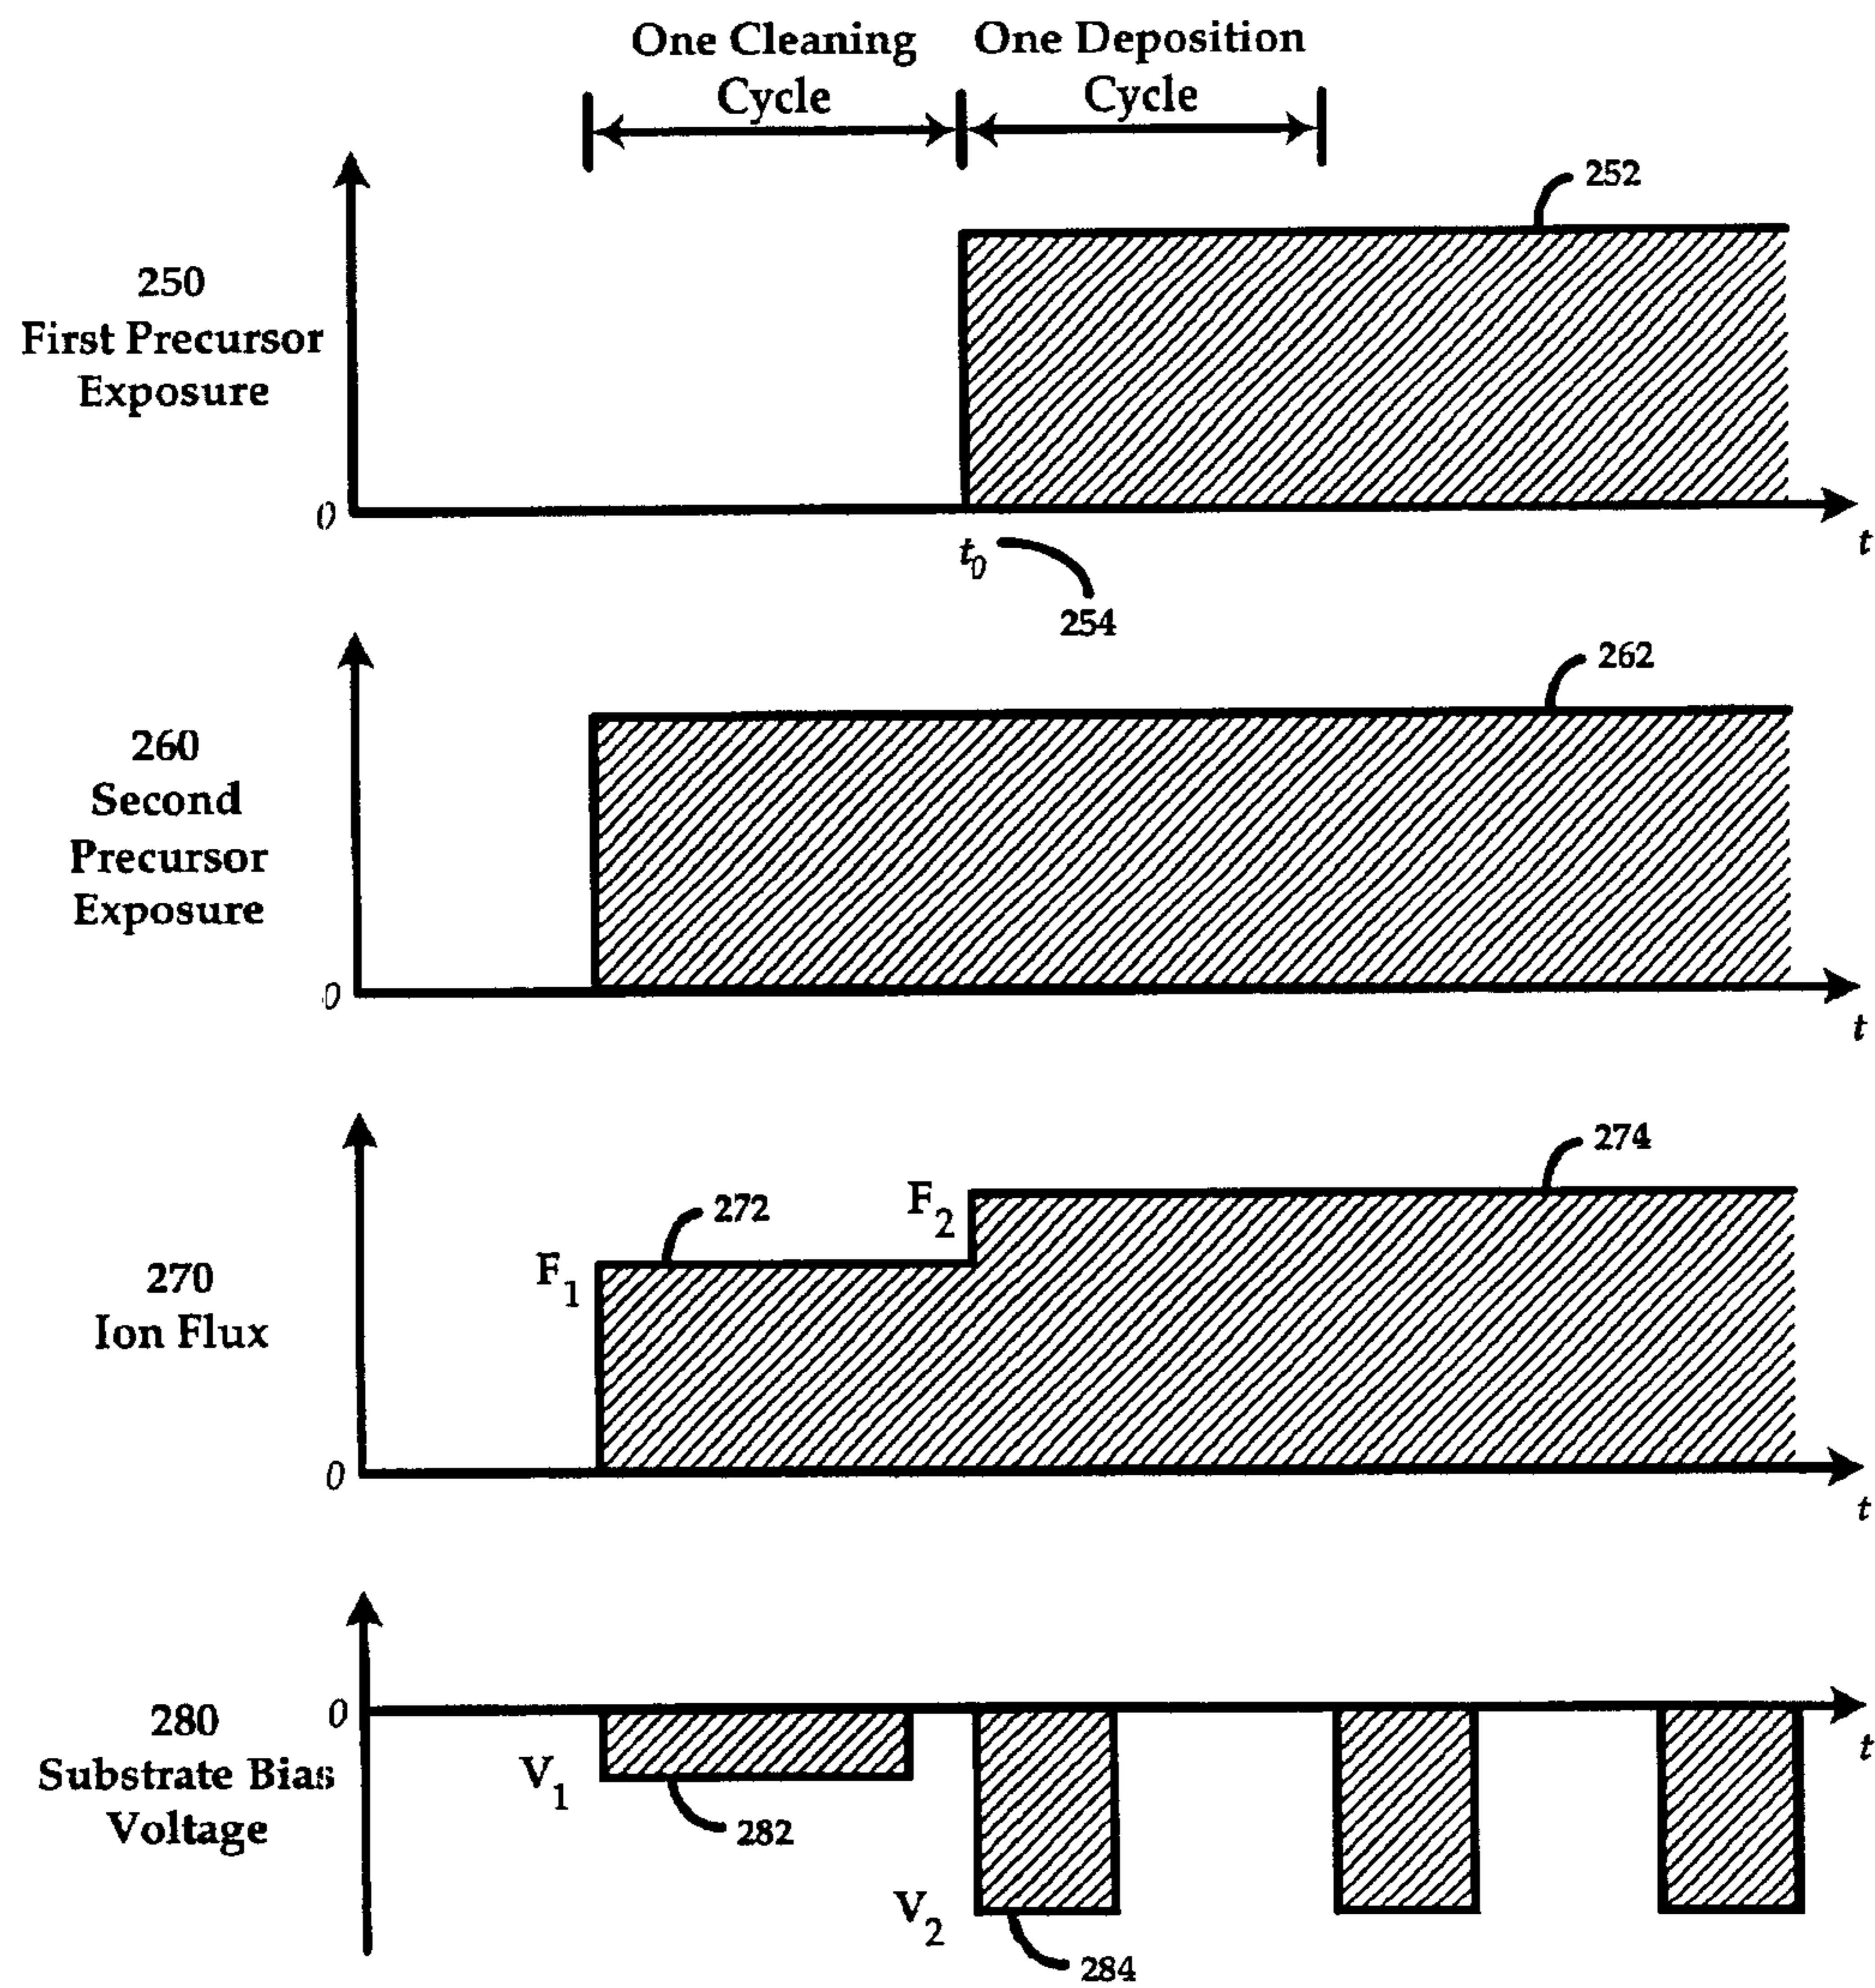 One Cleaning Cycle
One Deposition Cycle
252
250
First Precursor
Exposure
0
t
t0
254
262
260
Second
Precursor
Exposure
0
t
274
272
F2
F1
270
Ion Flux
0
t
0
280
Substrate Bias
Voltage
t
V1
282
V2
284